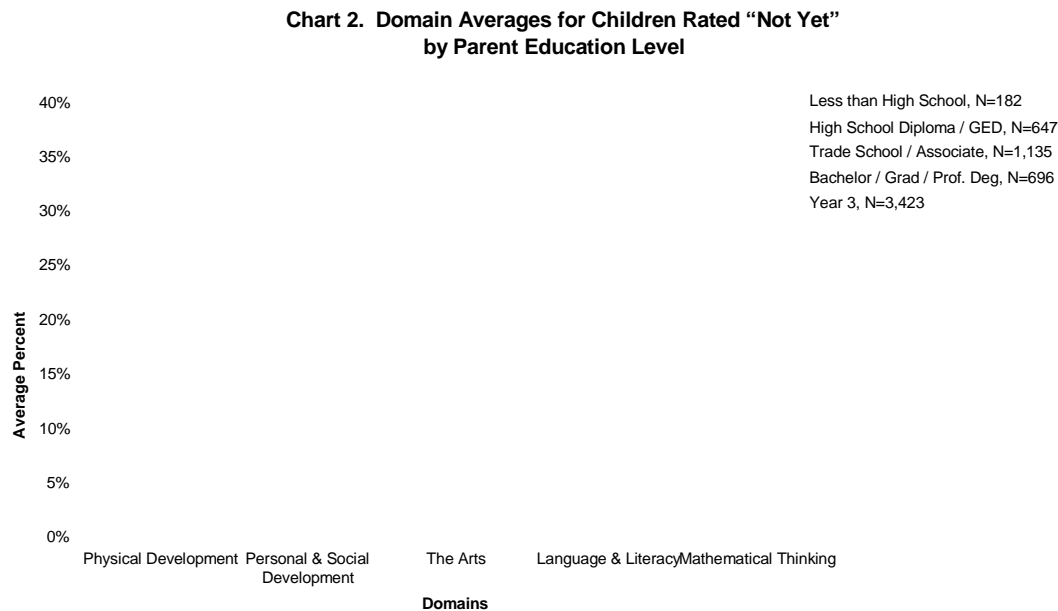 Chart 2.  Domain Averages for Children Rated “Not Yet”
by Parent Education Level
40%
35%
30%
25%
20%
15%
10%
5%
0%
Average Percent
Less than High School, N=182
High School Diploma / GED, N=647
Trade School / Associate, N=1,135
Bachelor / Grad / Prof. Deg, N=696
Year 3, N=3,423
Physical Development
Personal & Social
Development
The Arts
Language & Literacy
Mathematical Thinking
Domains